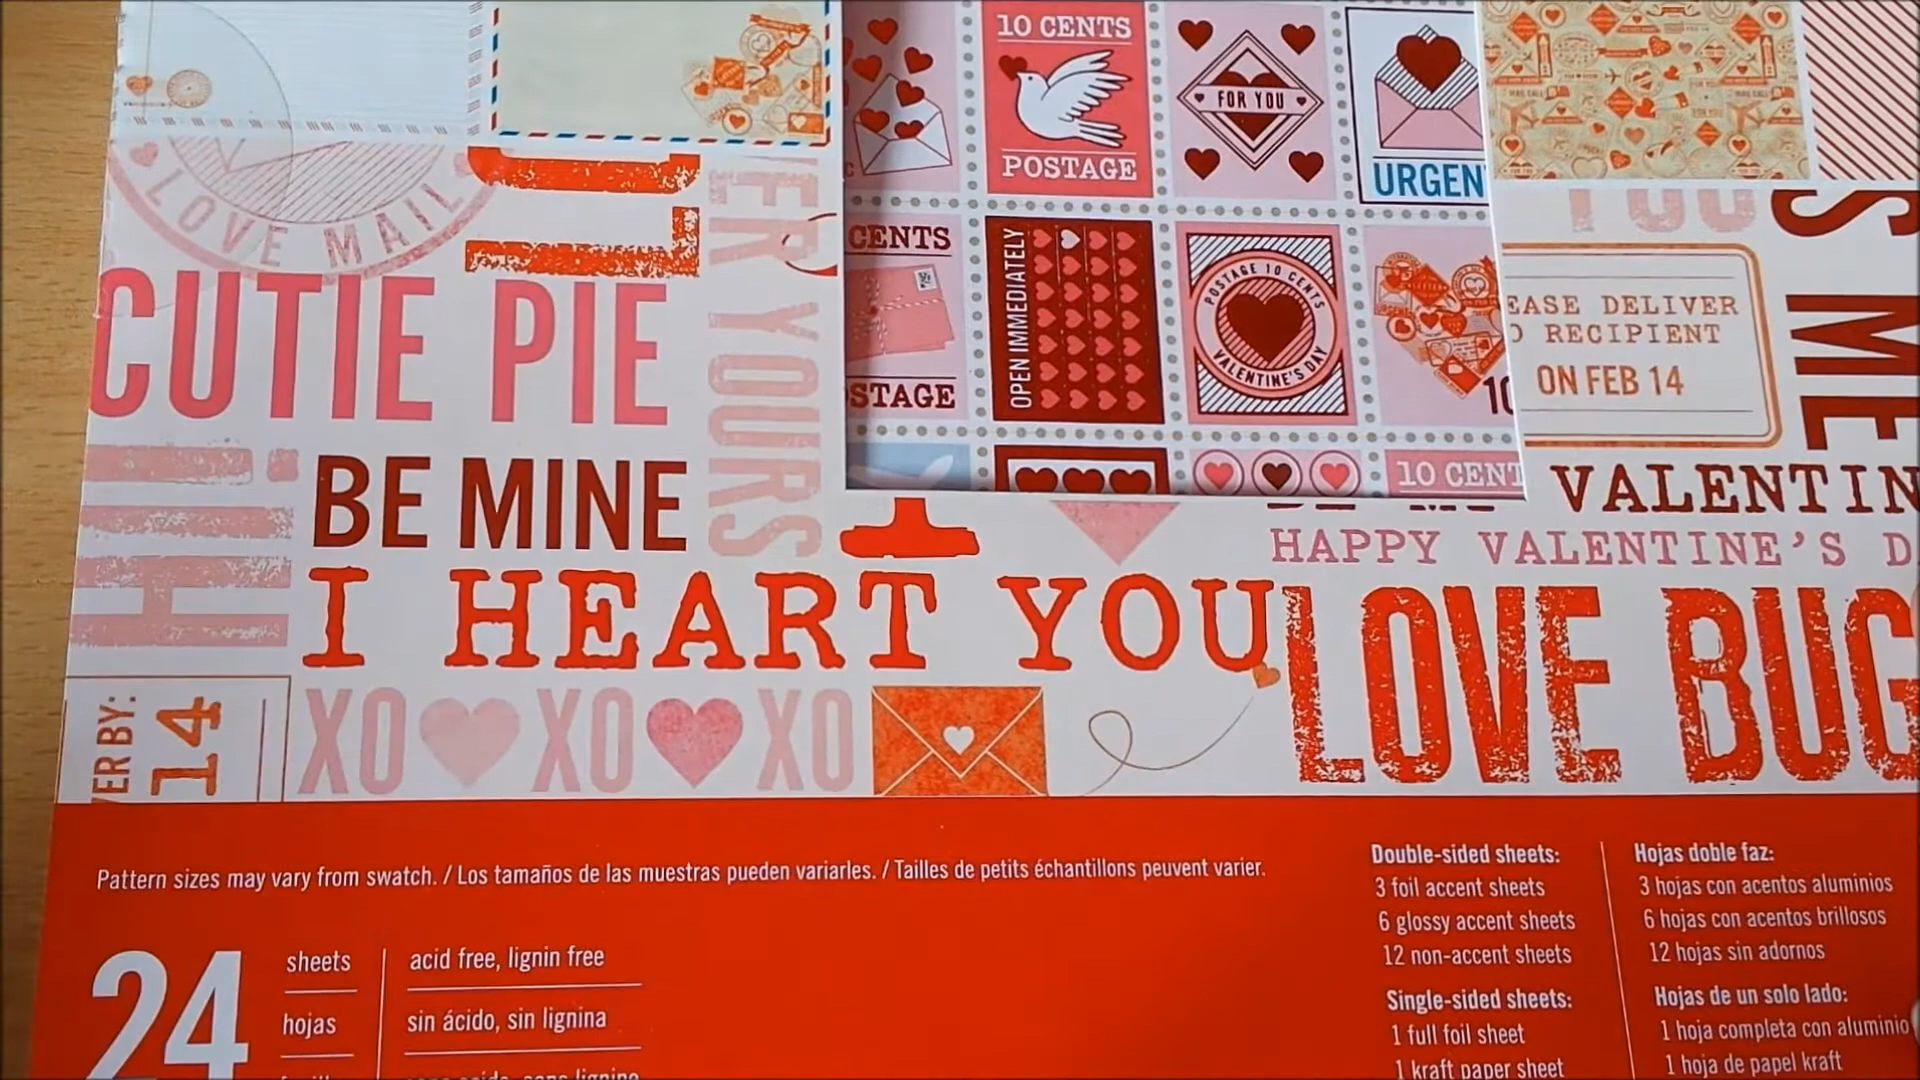 10 CENTS
POSTAGE
FOR YOU
LOVE MAIL
YOURS
CENTS
OPEN IMMEDIATELY
POSTAGE 10 CENTS
VALENTINE'S DAY
10
DELIVER
RECIPIENT
ON FEB 14
ME
CUTIE PIE
BE MINE
10
HAPPY VALENTINE'S
I HEART YOU
LOVE BUG
BY:
14
XO XO XO
Pattern sizes may vary from swatch. / Los tamaños de las muestras pueden variarles. / Tailles de petits échantillons peuvent varier.
24
sheets
hojas
acid free, lignin free
sin ácido, sin lignina
Double-sided sheets:
3 foil accent sheets
6 glossy accent sheets
12 non-accent sheets
Single-sided sheets:
1 full foil sheet
1 kraft paper sheet
Hojas doble faz:
3 hojas con acentos aluminios
6 hojas con acentos brillosos
12 hojas sin adornos
Hojas de un solo lado:
1 hoja completa con aluminio
1 hoja de papel kraft